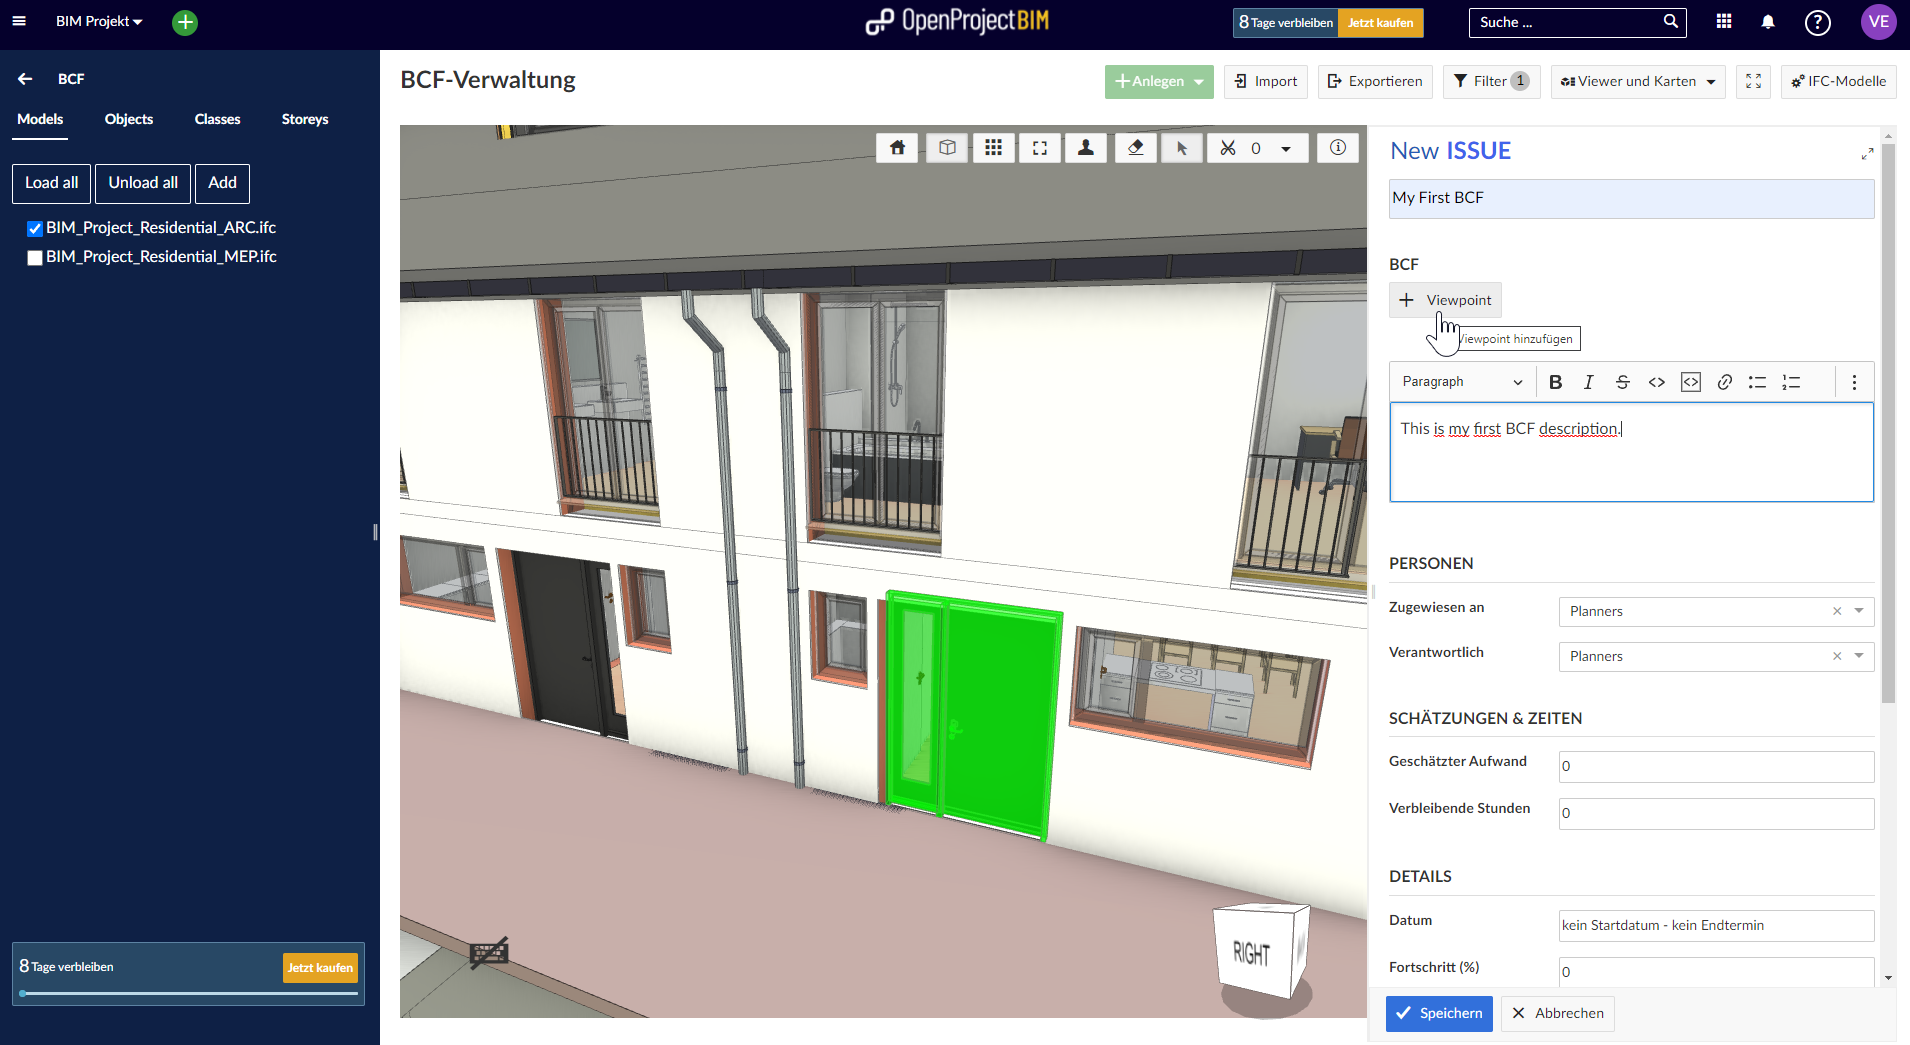 BIM Projekt
OpenProjectBIM
8 Tage verbleiben
Jetzt kaufen
Suche ...
?
VE
BCF
Models
Objects
Classes
Storeys
Load all
Unload all
Add
BIM_Project_Residential_ARC.ifc
BIM_Project_Residential_MEP.ifc
8 Tage verbleiben
Jetzt kaufen
BCF-Verwaltung
Anlegen
Import
Exportieren
Filter 1
Viewer und Karten
IFC-Modelle
0
RIGHT
New ISSUE
My First BCF
BCF
Viewpoint
Viewpoint hinzufügen
Paragraph
B
I
S
This is my first BCF description.
PERSONEN
Zugewiesen an
Planners
Verantwortlich
Planners
SCHÄTZUNGEN & ZEITEN
Geschätzter Aufwand
0
Verbleibende Stunden
0
DETAILS
Datum
kein Startdatum - kein Endtermin
Fortschritt (%)
0
Speichern
Abbrechen